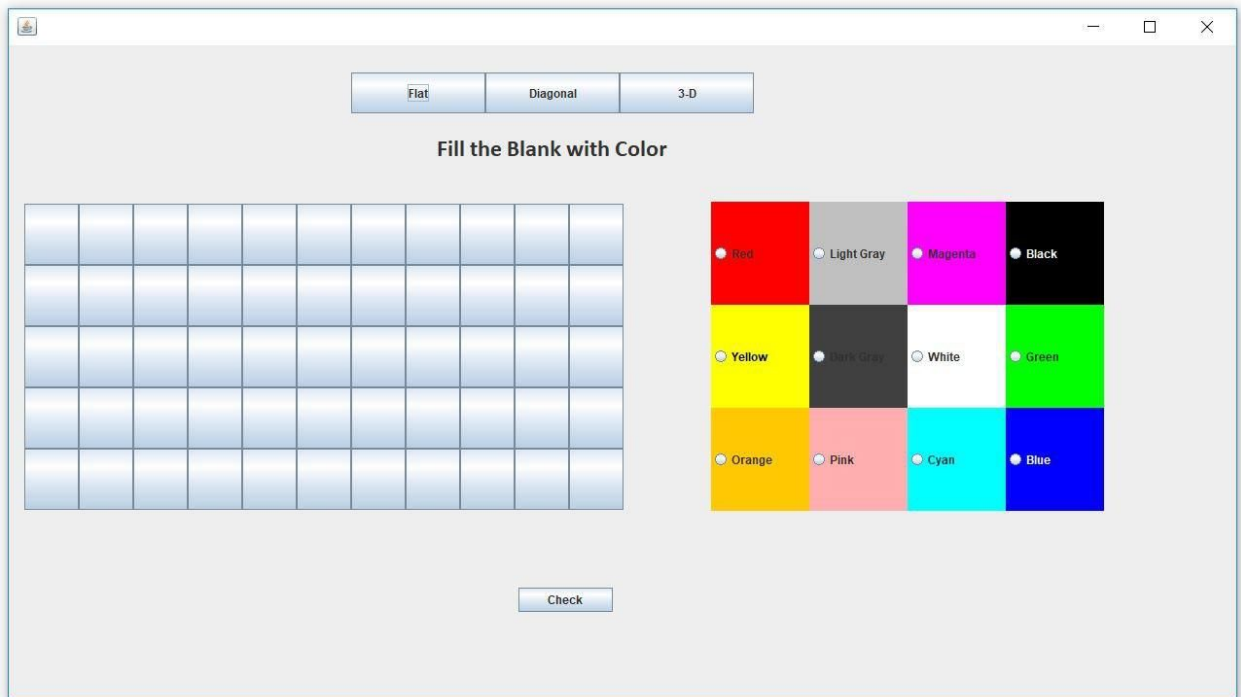 Flat Diagonal 3-D
Fill the Blank with Color
Red Light Gray Magenta Black
Yellow Dark Gray White Green
Orange Pink Cyan Blue
Check